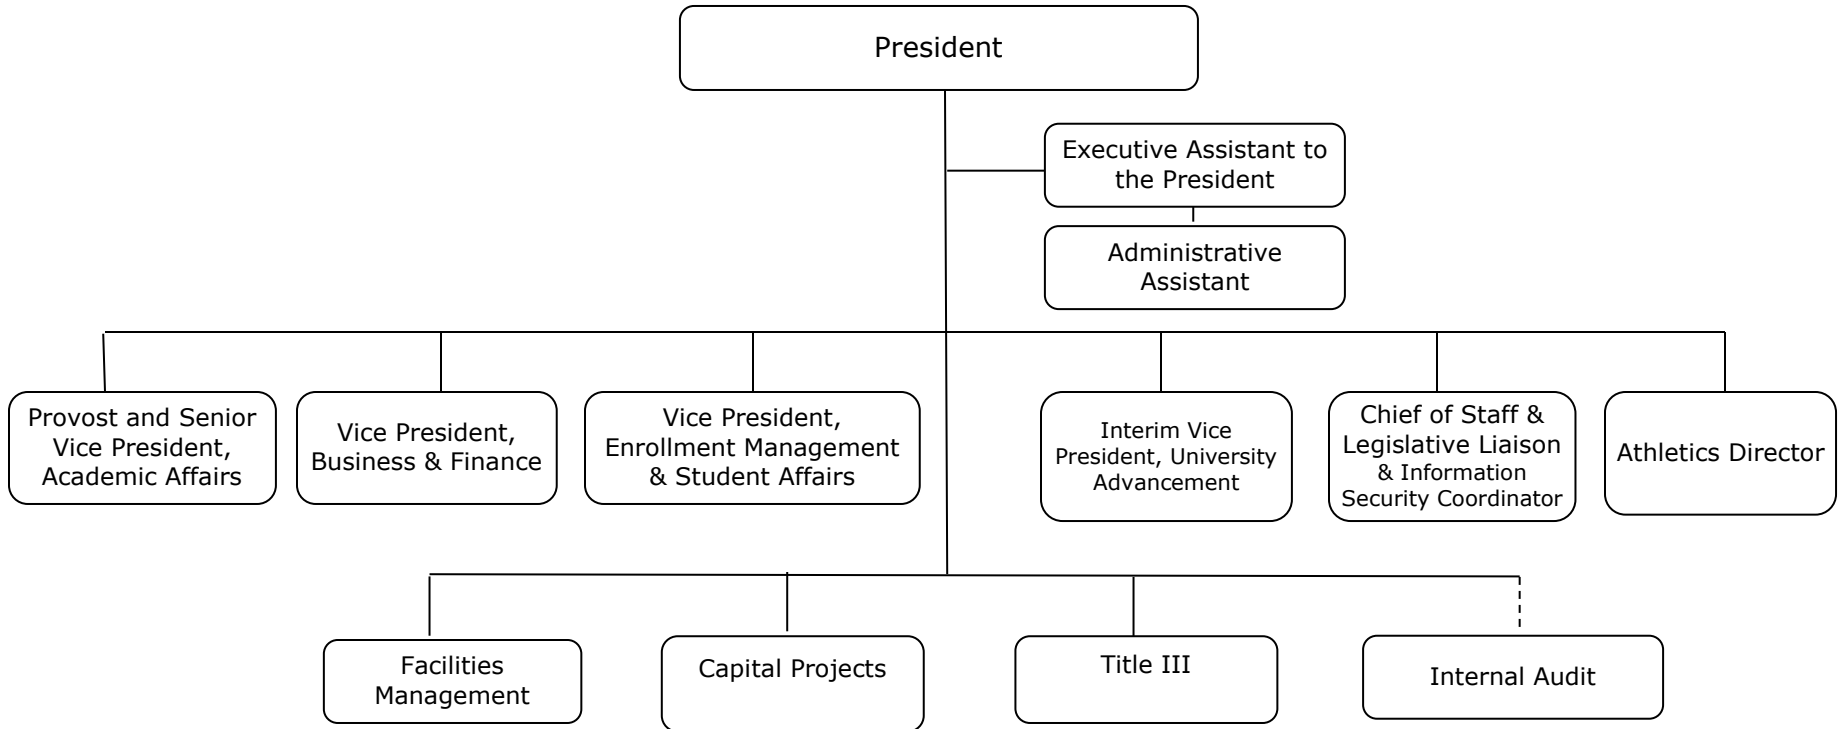 President
Executive Assistant to
the President
Administrative
Assistant
Provost and Senior
Vice President,
Academic Affairs
Vice President,
Business & Finance
Vice President,
Enrollment Management
& Student Affairs
Interim Vice
President, University
Advancement
Chief of Staff &
Legislative Liaison
& Information
Security Coordinator
Athletics Director
Facilities
Management
Capital Projects
Title III
Internal Audit